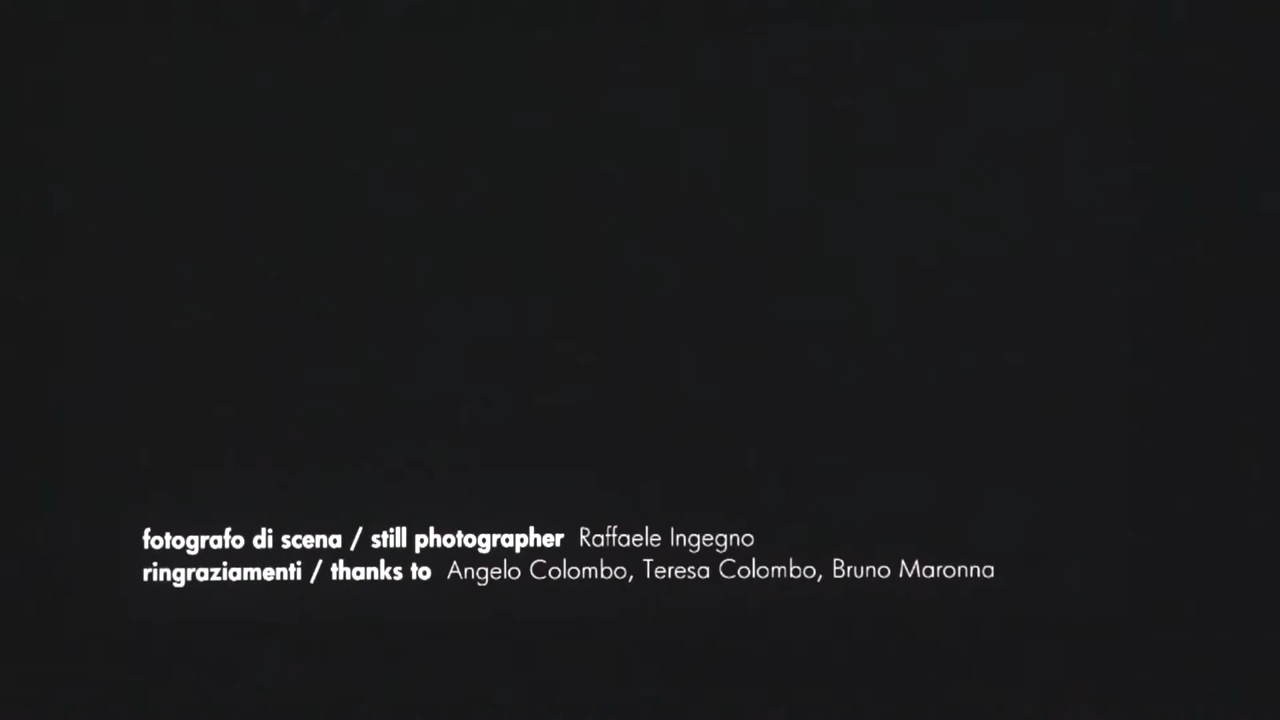 fotografo di scena / still photographer Raffaele Ingegno
ringraziamenti / thanks to Angelo Colombo, Teresa Colombo, Bruno Maronna